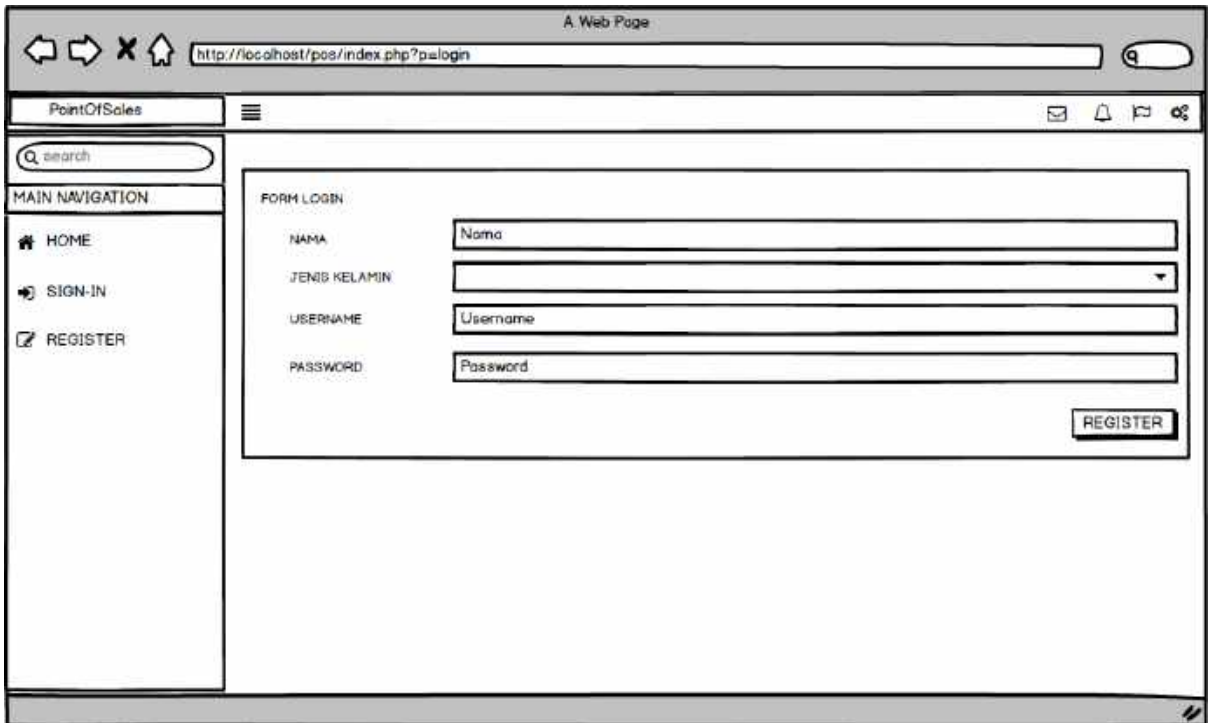 A Web Page
http://localhost/pos/index.php?p=login
PointOfSales
search
MAIN NAVIGATION
HOME
SIGN-IN
REGISTER
FORM LOGIN
NAMA
Nama
JENIS KELAMIN
USERNAME
Username
PASSWORD
Password
REGISTER